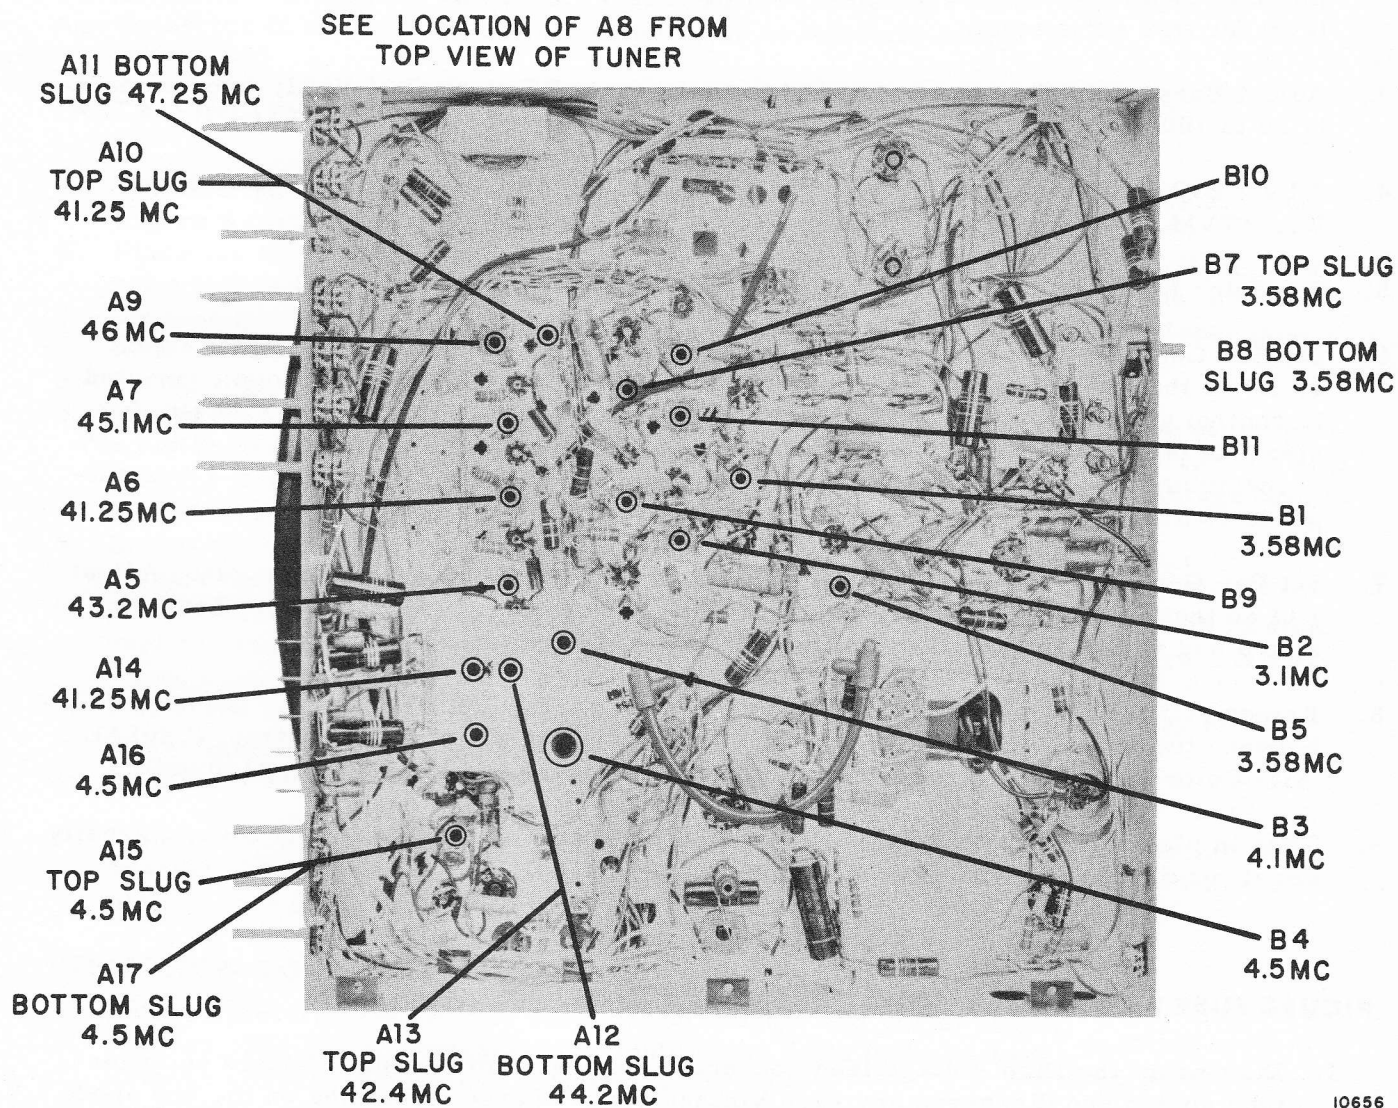 SEE LOCATION OF A8 FROM
TOP VIEW OF TUNER
A11 BOTTOM
SLUG 47.25 MC
A10
TOP SLUG
41.25 MC
A9
46 MC
A7
45.1MC
A6
41.25MC
A5
43.2MC
A14
41.25MC
A16
4.5MC
A15
TOP SLUG
4.5MC
A17
BOTTOM SLUG
4.5MC
A13
TOP SLUG
42.4MC
A12
BOTTOM SLUG
44.2MC
B10
B7 TOP SLUG
3.58MC
B8 BOTTOM
SLUG 3.58MC
B11
B1
3.58MC
B9
B2
3.1MC
B5
3.58MC
B3
4.1MC
B4
4.5MC
10656